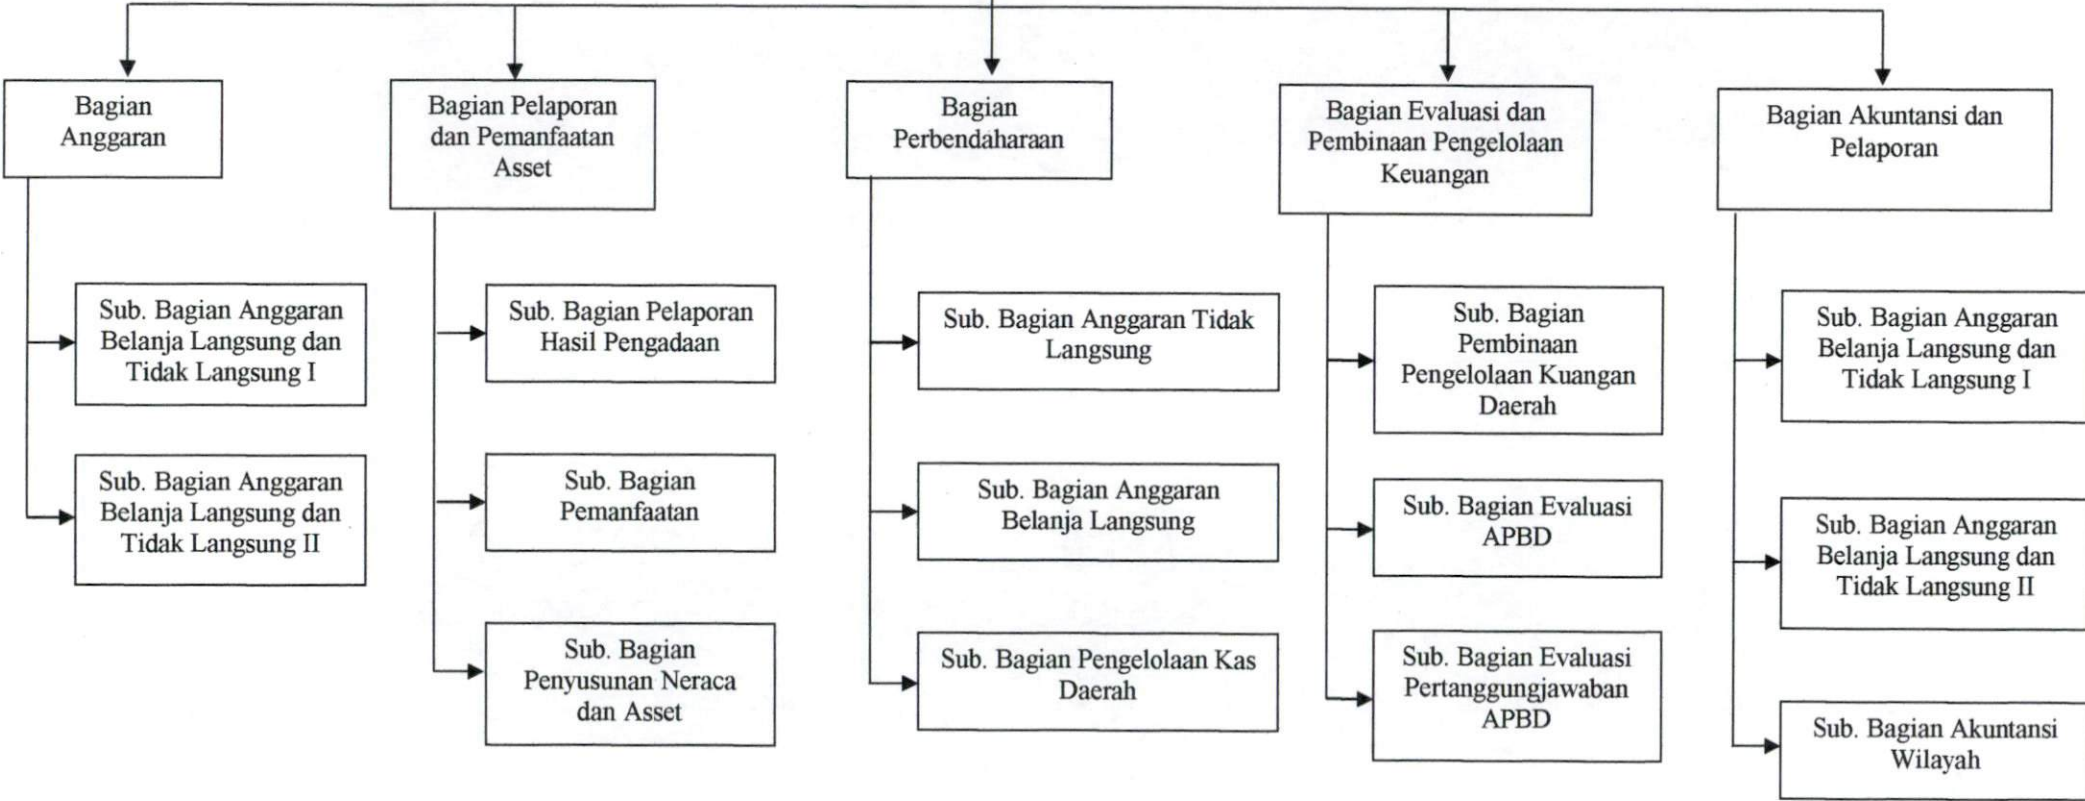 Bagian
Anggaran
Bagian Pelaporan
dan Pemanfaatan
Asset
Bagian
Perbendaharaan
Bagian Evaluasi dan
Pembinaan Pengelolaan
Keuangan
Bagian Akuntansi dan
Pelaporan
Sub. Bagian Anggaran
Belanja Langsung dan
Tidak Langsung I
Sub. Bagian Anggaran
Belanja Langsung dan
Tidak Langsung II
Sub. Bagian Pelaporan
Hasil Pengadaan
Sub. Bagian
Pemanfaatan
Sub. Bagian
Penyusunan Neraca
dan Asset
Sub. Bagian Anggaran Tidak
Langsung
Sub. Bagian Anggaran
Belanja Langsung
Sub. Bagian Pengelolaan Kas
Daerah
Sub. Bagian
Pembinaan
Pengelolaan Kuangan
Daerah
Sub. Bagian Evaluasi
APBD
Sub. Bagian Evaluasi
Pertanggungjawaban
APBD
Sub. Bagian Anggaran
Belanja Langsung dan
Tidak Langsung I
Sub. Bagian Anggaran
Belanja Langsung dan
Tidak Langsung II
Sub. Bagian Akuntansi
Wilayah